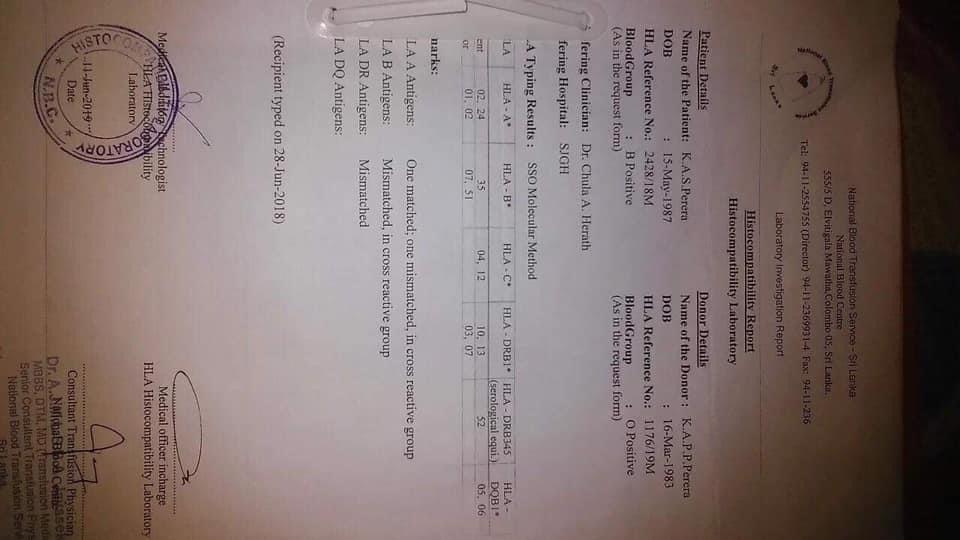 National Blood Transfusion Service
Sri Lanka
National Blood Transfusion Service - Sri Lanka
National Blood Centre
555/5 D, Elvitigala Mawatha,Colombo 05, Sri Lanka.
Tel: 94-11-2554755 (Director) 94-11-2369931-4 Fax: 94-11-236
Laboratory Investigation Report
Histocompatibility Report
Histocompatibility Laboratory
Patient Details Donor Details
Name of the Patient: K.A.S.Perera Name of the Donor : K.A.P.P.Perera
DOB : 15-May-1987 DOB : 16-Mar-1983
HLA Reference No.: 2428/18M HLA Reference No.: 1176/19M
BloodGroup : B Positive BloodGroup : O Positive
(As in the request form) (As in the request form)
fering Clinician: Dr. Chula A. Herath
fering Hospital: SJGH
.A Typing Results : SSO Molecular Method
LA HLA - A* HLA - B* HLA - C* HLA - DRB1* HLA - DRB345 (serological equi.) HLA - DQB1*
ent 02, 24 35 04, 12 10, 13 52 05, 06
or 01, 02 07, 51 03, 07
narks:
LA A Antigens: One matched; one mismatched, in cross reactive group
LA B Antigens: Mismatched, in cross reactive group
LA DR Antigens: Mismatched
LA DQ Antigens:
(Recipient typed on 28-Jun-2018)
Medical Laboratory Technologist
HLA Histocompatibility
Laboratory
11-Jun-2019
Date
HISTOCOMPATIBILITY LABORATORY
★ N.B.C. ★
Medical officer incharge
HLA Histocompatibility Laboratory
Consultant Transfusion Physician
National Blood Centre
MBBS, DTM, MD (Transfusion Medi
Senior Consultant Transfusion Phys
National Blood Transfusion Servi
Sri Lanka